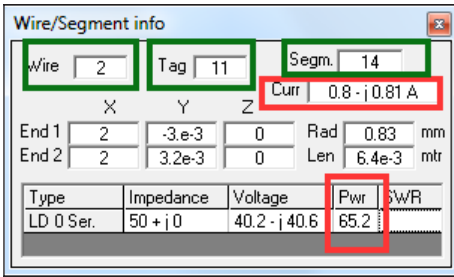 Wire/Segment info
Wire 2 Tag 11 Segm. 14
Curr 0.8 - j 0.81 A
X Y Z
End 1 2 -3.e-3 0 Rad 0.83 mm
End 2 2 3.2e-3 0 Len 6.4e-3 mtr
Type Impedance Voltage Pwr SWR
LD 0 Ser. 50 + j 0 40.2 - j 40.6 65.2